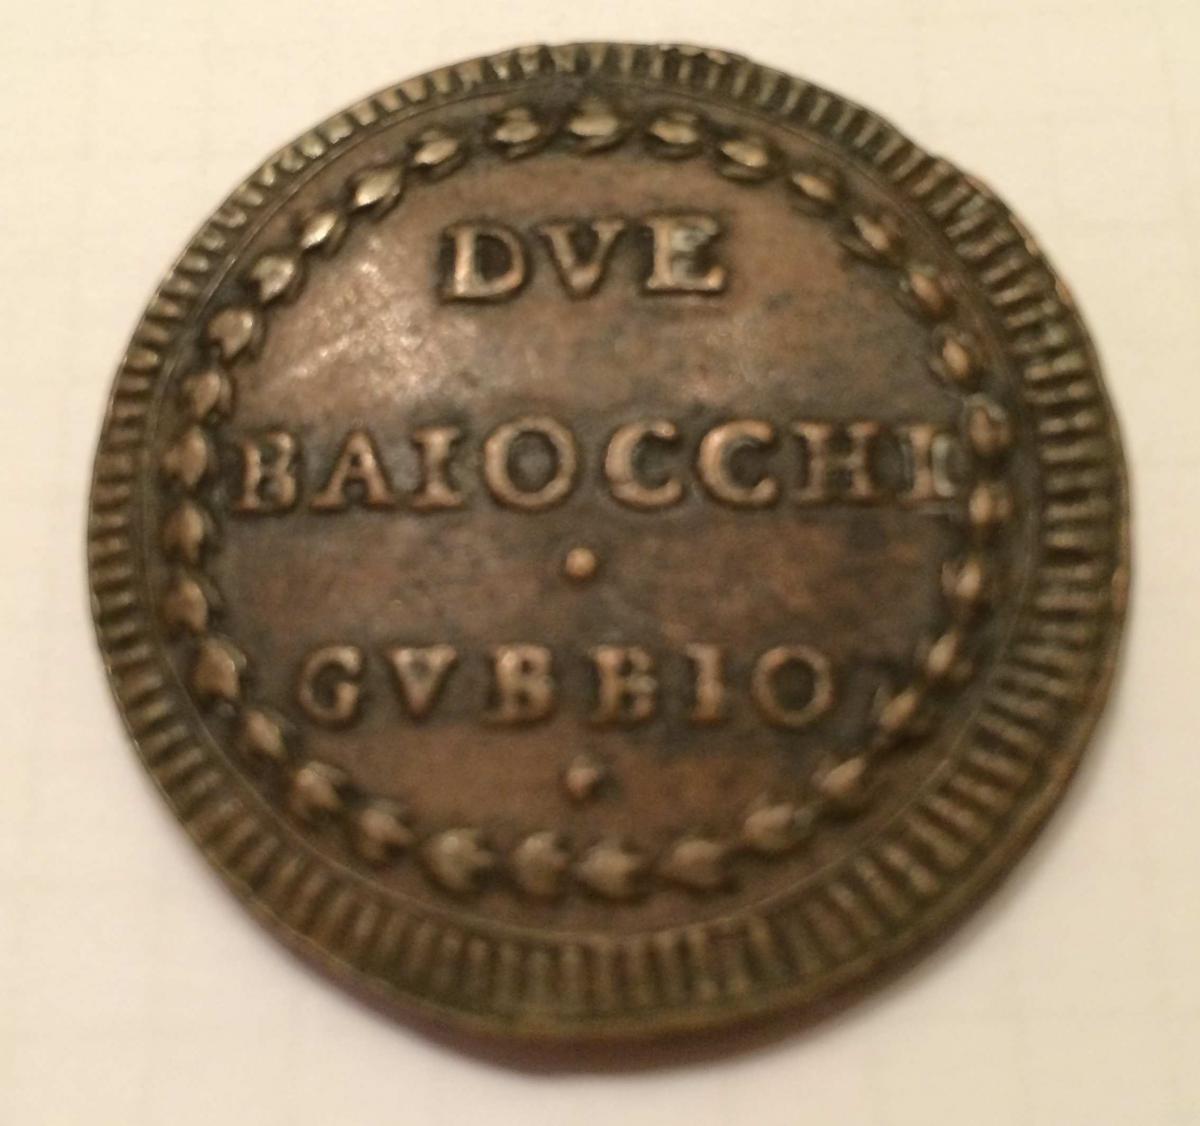 DVE
BAIOCCHI
·
GVBBIO
·